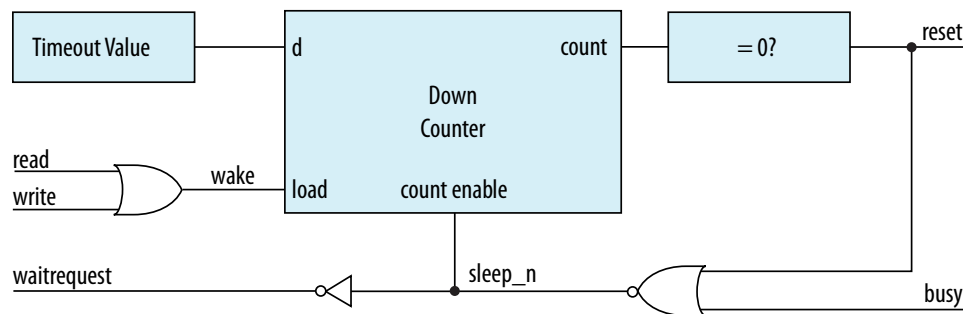 Timeout Value
d
count
= 0?
reset
Down
Counter
read
wake
write
load
count enable
waitrequest
sleep_n
busy